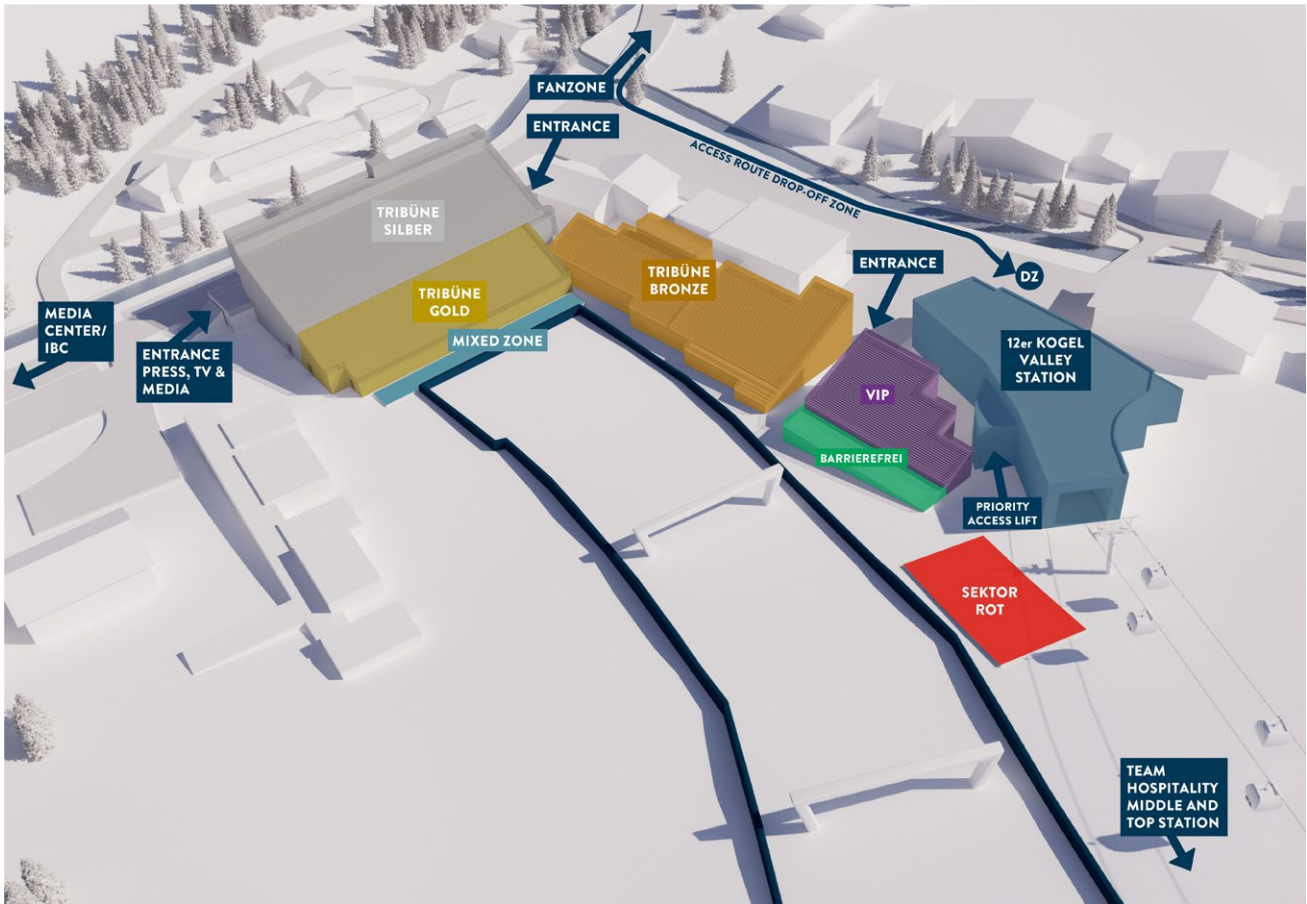 FANZONE
ENTRANCE
ACCESS ROUTE DROP-OFF ZONE
TRIBÜNE
SILBER
TRIBÜNE
GOLD
TRIBÜNE
BRONZE
ENTRANCE
DZ
MEDIA
CENTER/
IBC
ENTRANCE
PRESS, TV &
MEDIA
MIXED ZONE
12er KOGEL
VALLEY
STATION
VIP
BARRIEREFREI
PRIORITY
ACCESS LIFT
SEKTOR
ROT
TEAM
HOSPITALITY
MIDDLE AND
TOP STATION